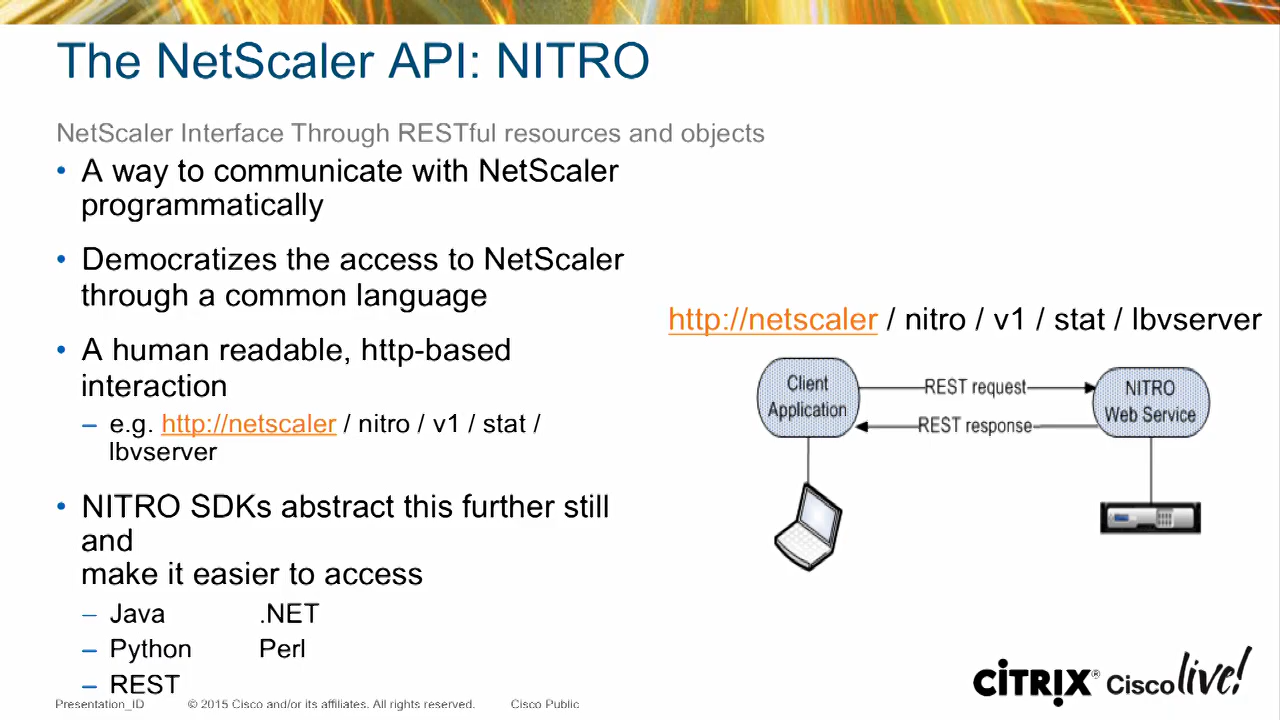 The NetScaler API: NITRO
NetScaler Interface Through RESTful resources and objects
• A way to communicate with NetScaler
programmatically
• Democratizes the access to NetScaler
through a common language
• A human readable, http-based
interaction
– e.g. http://netscaler / nitro / v1 / stat /
lbvserver
• NITRO SDKs abstract this further still
and
make it easier to access
– Java .NET
– Python Perl
– REST
http://netscaler / nitro / v1 / stat / lbvserver
Client
Application
REST request
REST response
NITRO
Web Service
Presentation_ID © 2015 Cisco and/or its affiliates. All rights reserved. Cisco Public
CİTRIX® Cisco live!